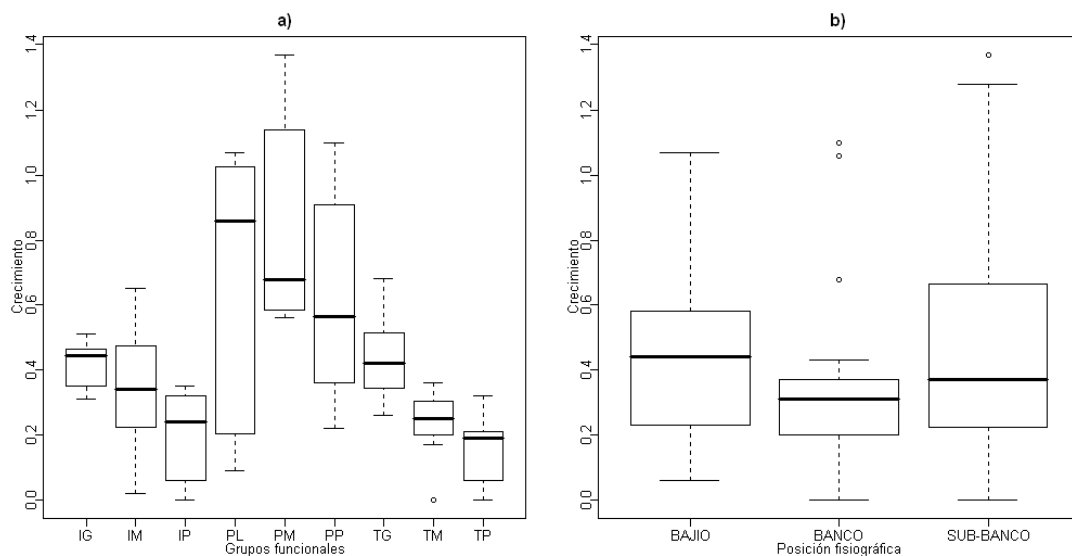 a)
Crecimiento
1.4
1.2
1.0
0.8
0.6
0.4
0.2
0.0
IG IM IP PL PM PP TG TM TP
Grupos funcionales
b)
Crecimiento
1.4
1.2
1.0
0.8
0.6
0.4
0.2
0.0
BAJIO BANCO SUB-BANCO
Posición fisiográfica